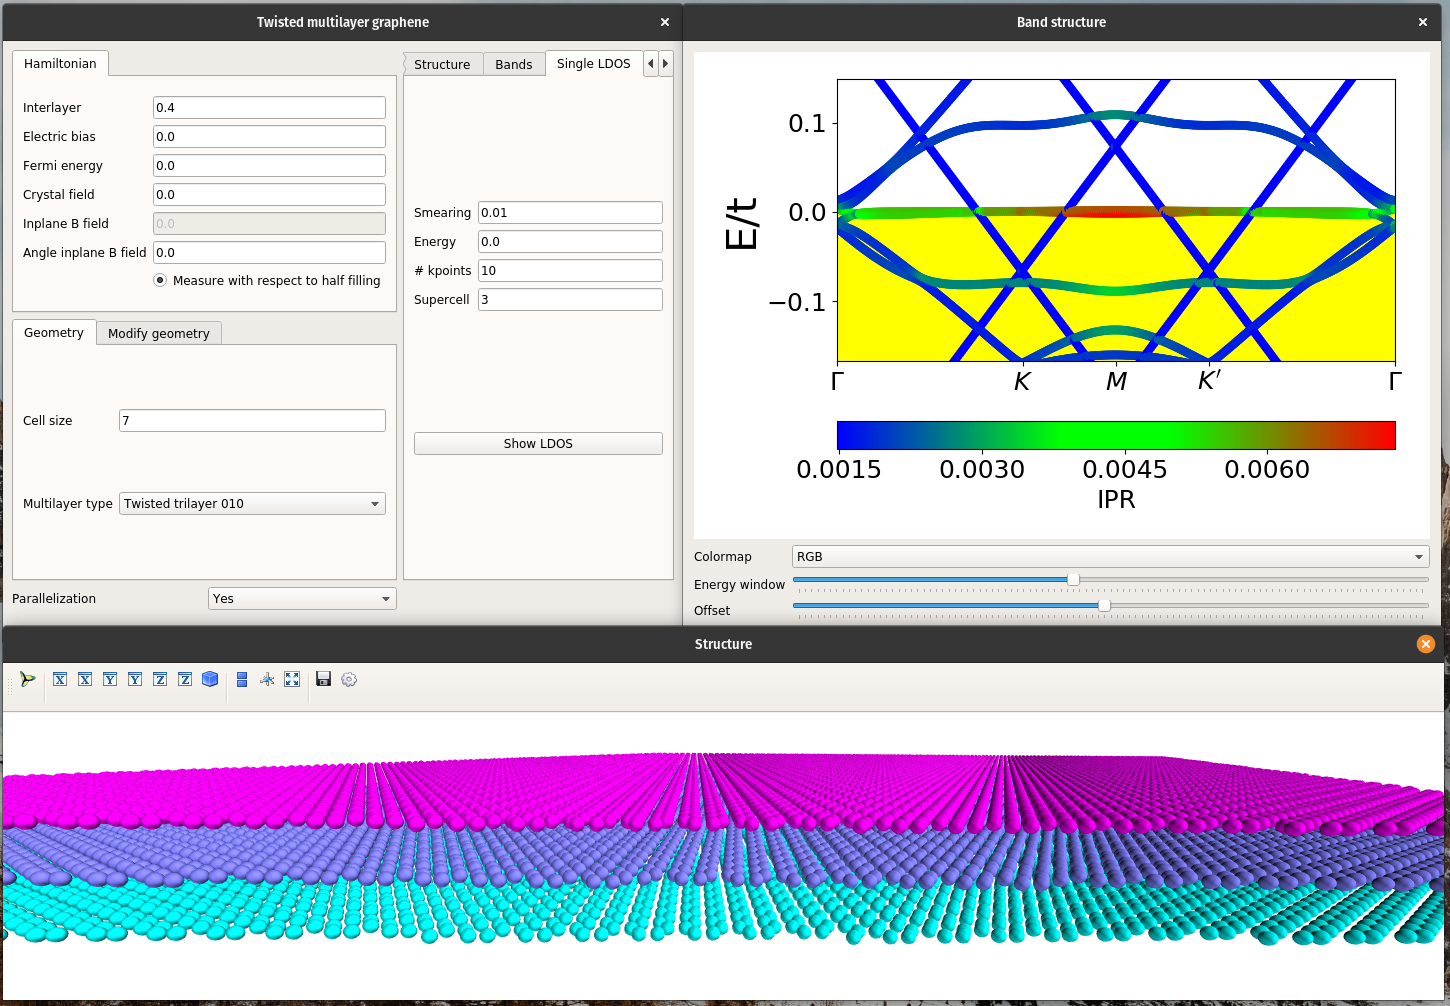 Twisted multilayer graphene
Hamiltonian
Interlayer 0.4
Electric bias 0.0
Fermi energy 0.0
Crystal field 0.0
Inplane B field 0.0
Angle inplane B field 0.0
Measure with respect to half filling
Geometry Modify geometry
Cell size 7
Multilayer type Twisted trilayer 010
Parallelization Yes
Structure Bands Single LDOS
Smearing 0.01
Energy 0.0
# kpoints 10
Supercell 3
Show LDOS
Band structure
E/t
0.1
0.0
−0.1
Γ K M K′ Γ
0.0015 0.0030 0.0045 0.0060
IPR
Colormap RGB
Energy window
Offset
Structure
X X Y Y Z Z